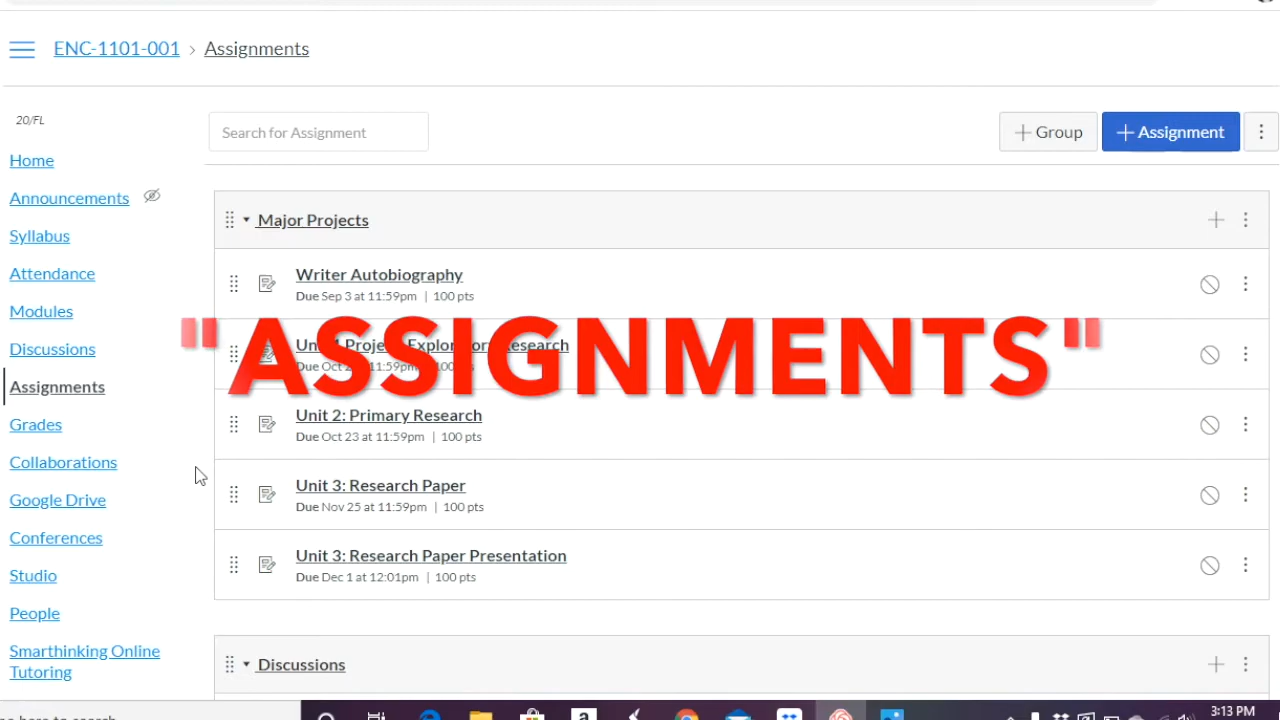 ENC-1101-001 > Assignments
20/FL
Home
Announcements
Syllabus
Attendance
Modules
Discussions
Assignments
Grades
Collaborations
Google Drive
Conferences
Studio
People
Smarthinking Online
Tutoring
Search for Assignment
+ Group
+ Assignment
Major Projects
Writer Autobiography
Due Sep 3 at 11:59pm | 100 pts
"ASSIGNMENTS"
Research
Due Oct
Unit 2: Primary Research
Due Oct 23 at 11:59pm | 100 pts
Unit 3: Research Paper
Due Nov 25 at 11:59pm | 100 pts
Unit 3: Research Paper Presentation
Due Dec 1 at 12:01pm | 100 pts
Discussions
3:13 PM